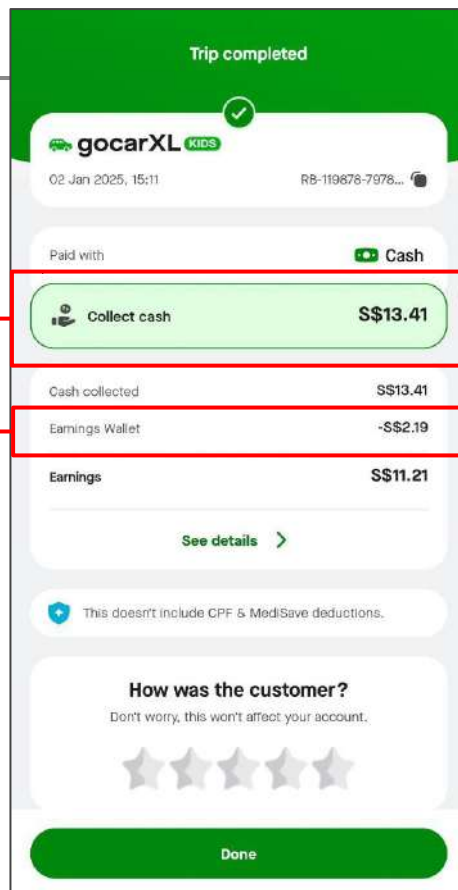 Trip completed
gocarXL KIDS
02 Jan 2025, 15:11 RB-119878-7978...
Paid with Cash
Collect cash S$13.41
Cash collected S$13.41
Earnings Wallet -S$2.19
Earnings S$11.21
See details
This doesn't include CPF & MediSave deductions.
How was the customer?
Don't worry, this won't affect your account.
Done